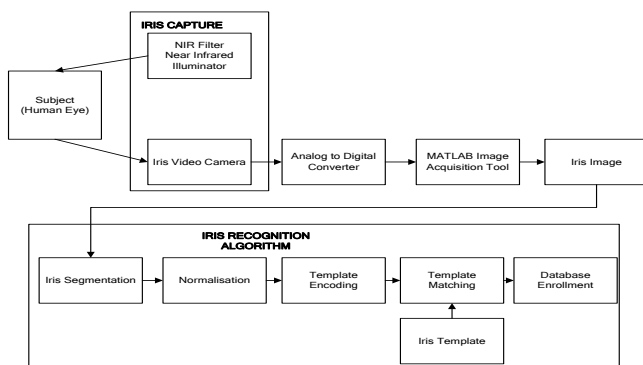 IRIS CAPTURE
NIR Filter
Near Infrared
Illuminator
Subject
(Human Eye)
Iris Video Camera
Analog to Digital
Converter
MATLAB Image
Acquisition Tool
Iris Image
IRIS RECOGNITION
ALGORITHM
Iris Segmentation
Normalisation
Template
Encoding
Template
Matching
Database
Enrollment
Iris Template